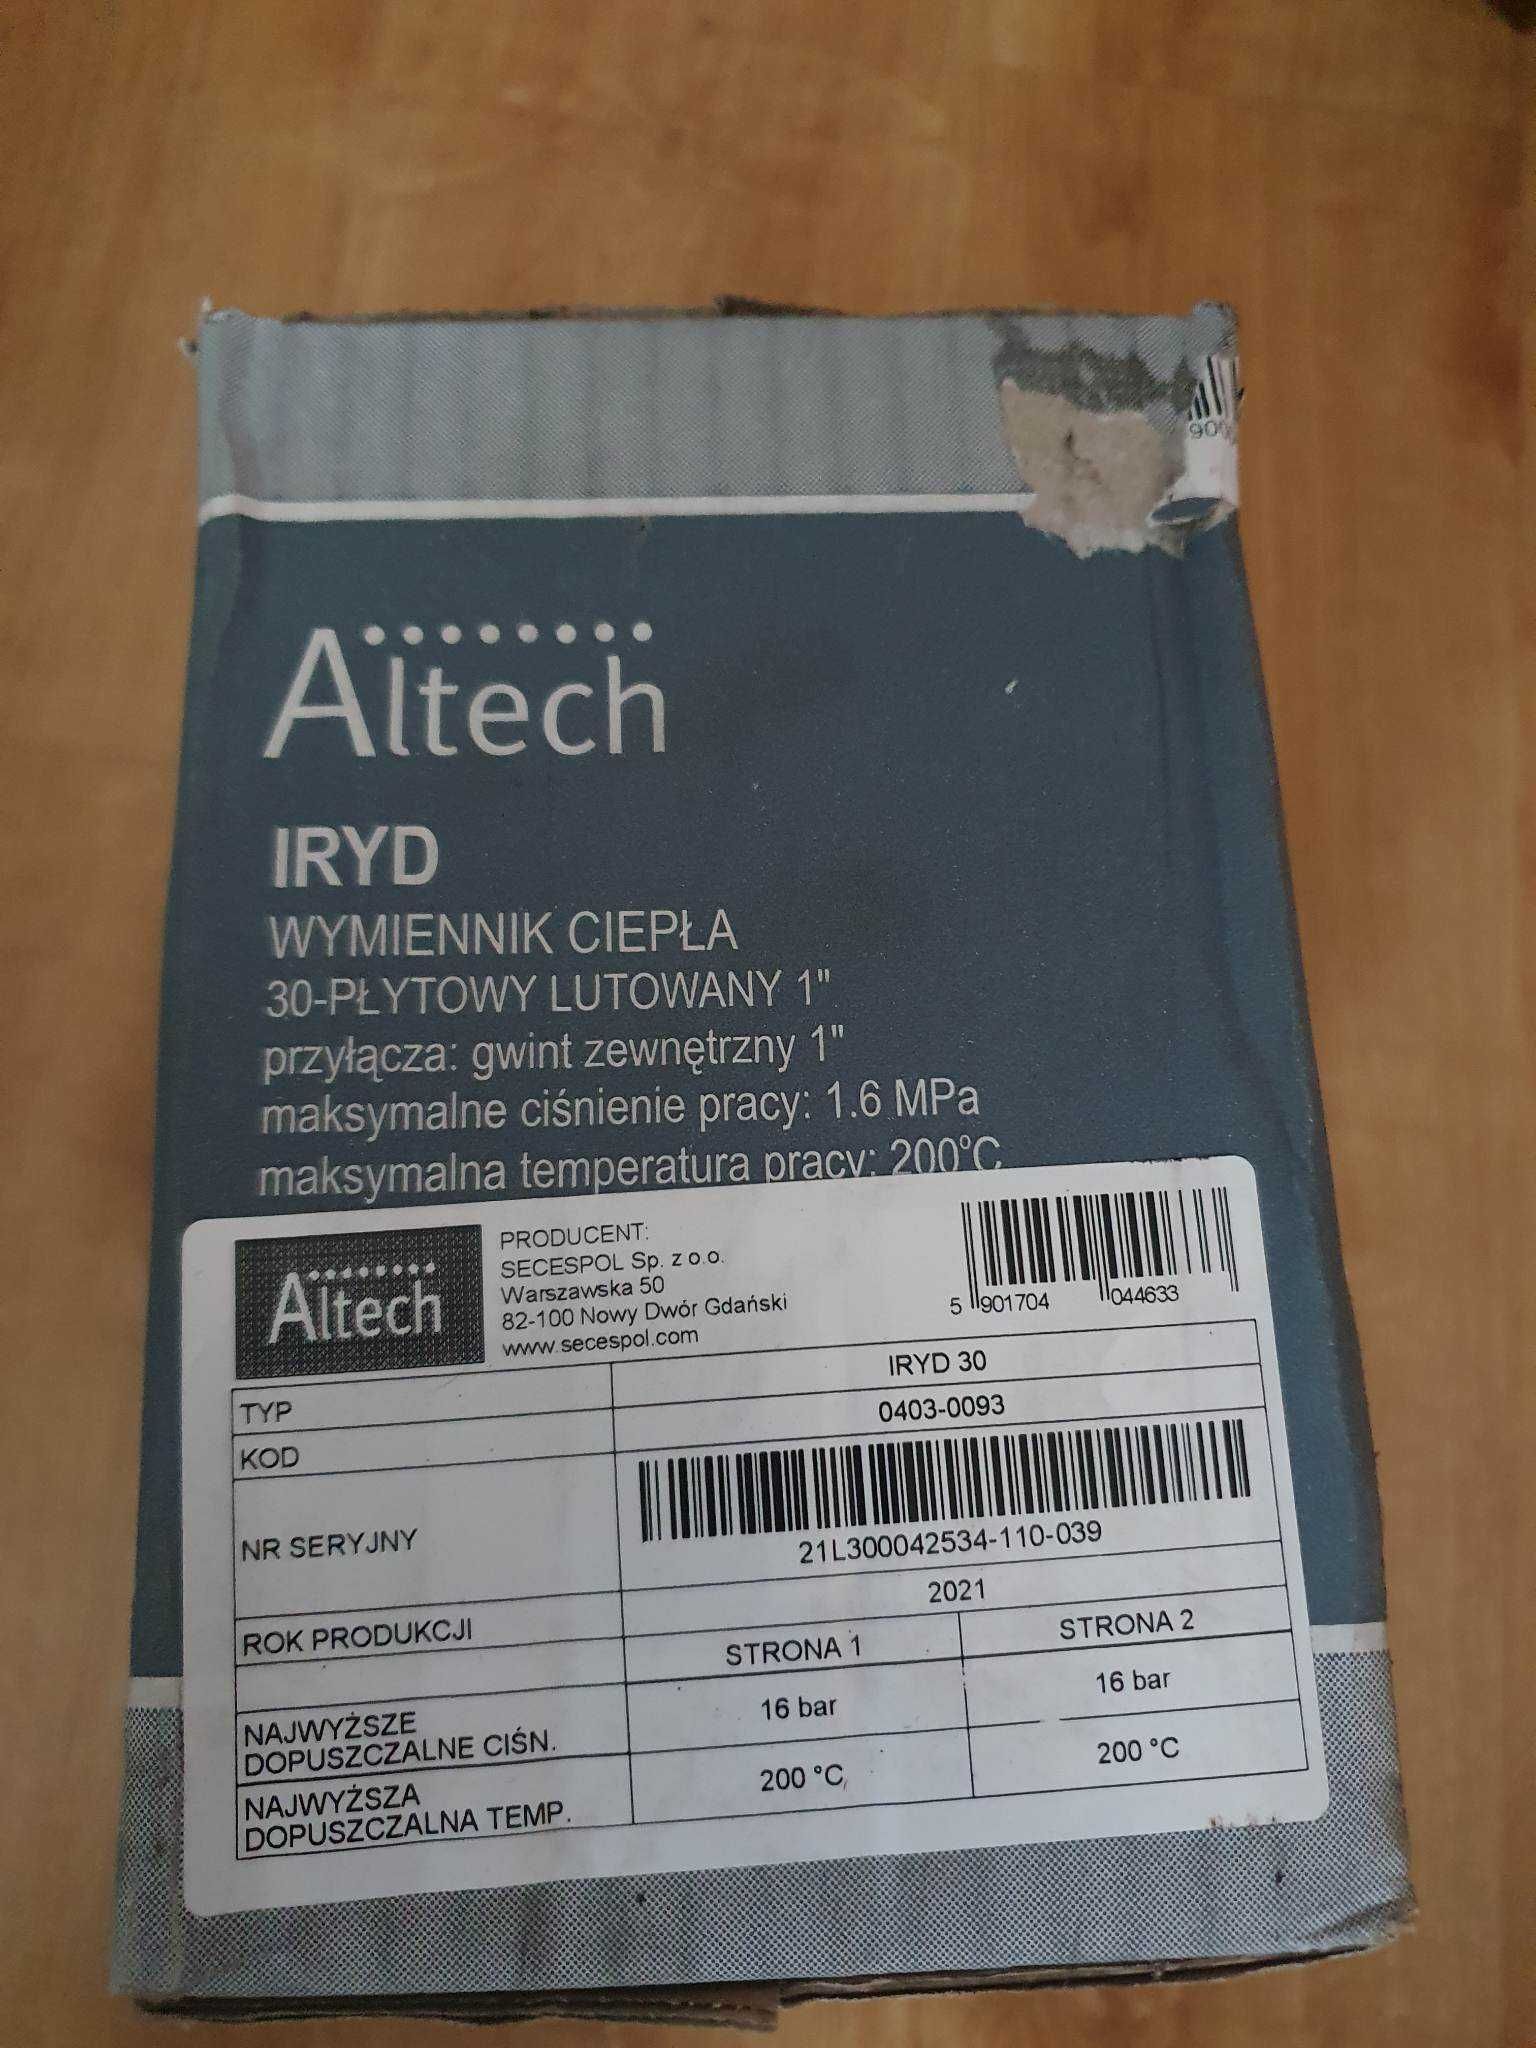 900
Altech
IRYD
WYMIENNIK CIEPŁA
30-PŁYTOWY LUTOWANY 1"
przyłącza: gwint zewnętrzny 1"
maksymalne ciśnienie pracy: 1.6 MPa
maksymalna temperatura pracy: 200°C
Altech
PRODUCENT:
SECESPOL Sp. z o.o.
Warszawska 50
82-100 Nowy Dwór Gdański
www.secespol.com
5 901704 044633
TYP IRYD 30
KOD 0403-0093
NR SERYJNY 21L300042534-110-039
ROK PRODUKCJI 2021
STRONA 1 STRONA 2
NAJWYŻSZE
DOPUSZCZALNE CIŚN. 16 bar 16 bar
NAJWYŻSZA
DOPUSZCZALNA TEMP. 200 °C 200 °C